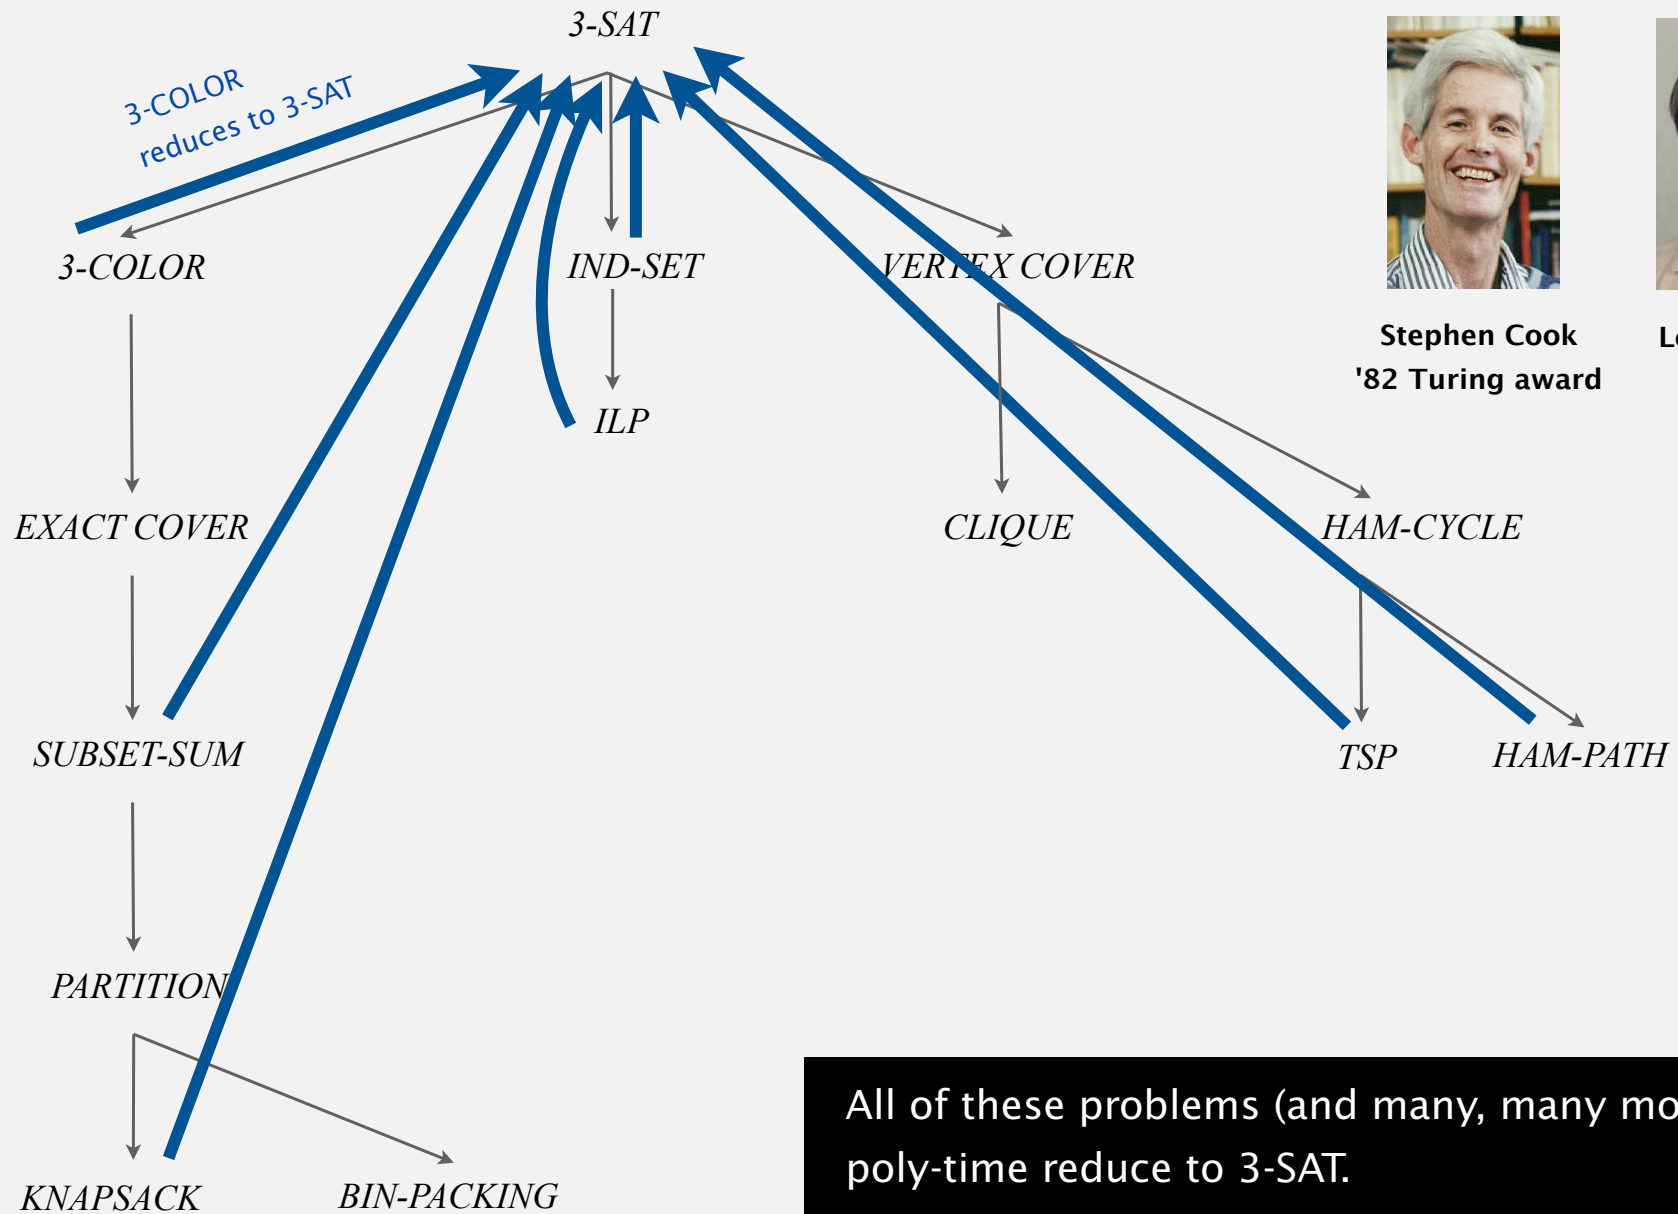 3-SAT
3-COLOR
reduces to 3-SAT
3-COLOR
IND-SET
VERTEX COVER
Stephen Cook
'82 Turing award
ILP
EXACT COVER
CLIQUE
HAM-CYCLE
SUBSET-SUM
TSP
HAM-PATH
PARTITION
All of these problems (and many, many
poly-time reduce to 3-SAT.
KNAPSACK
BIN-PACKING